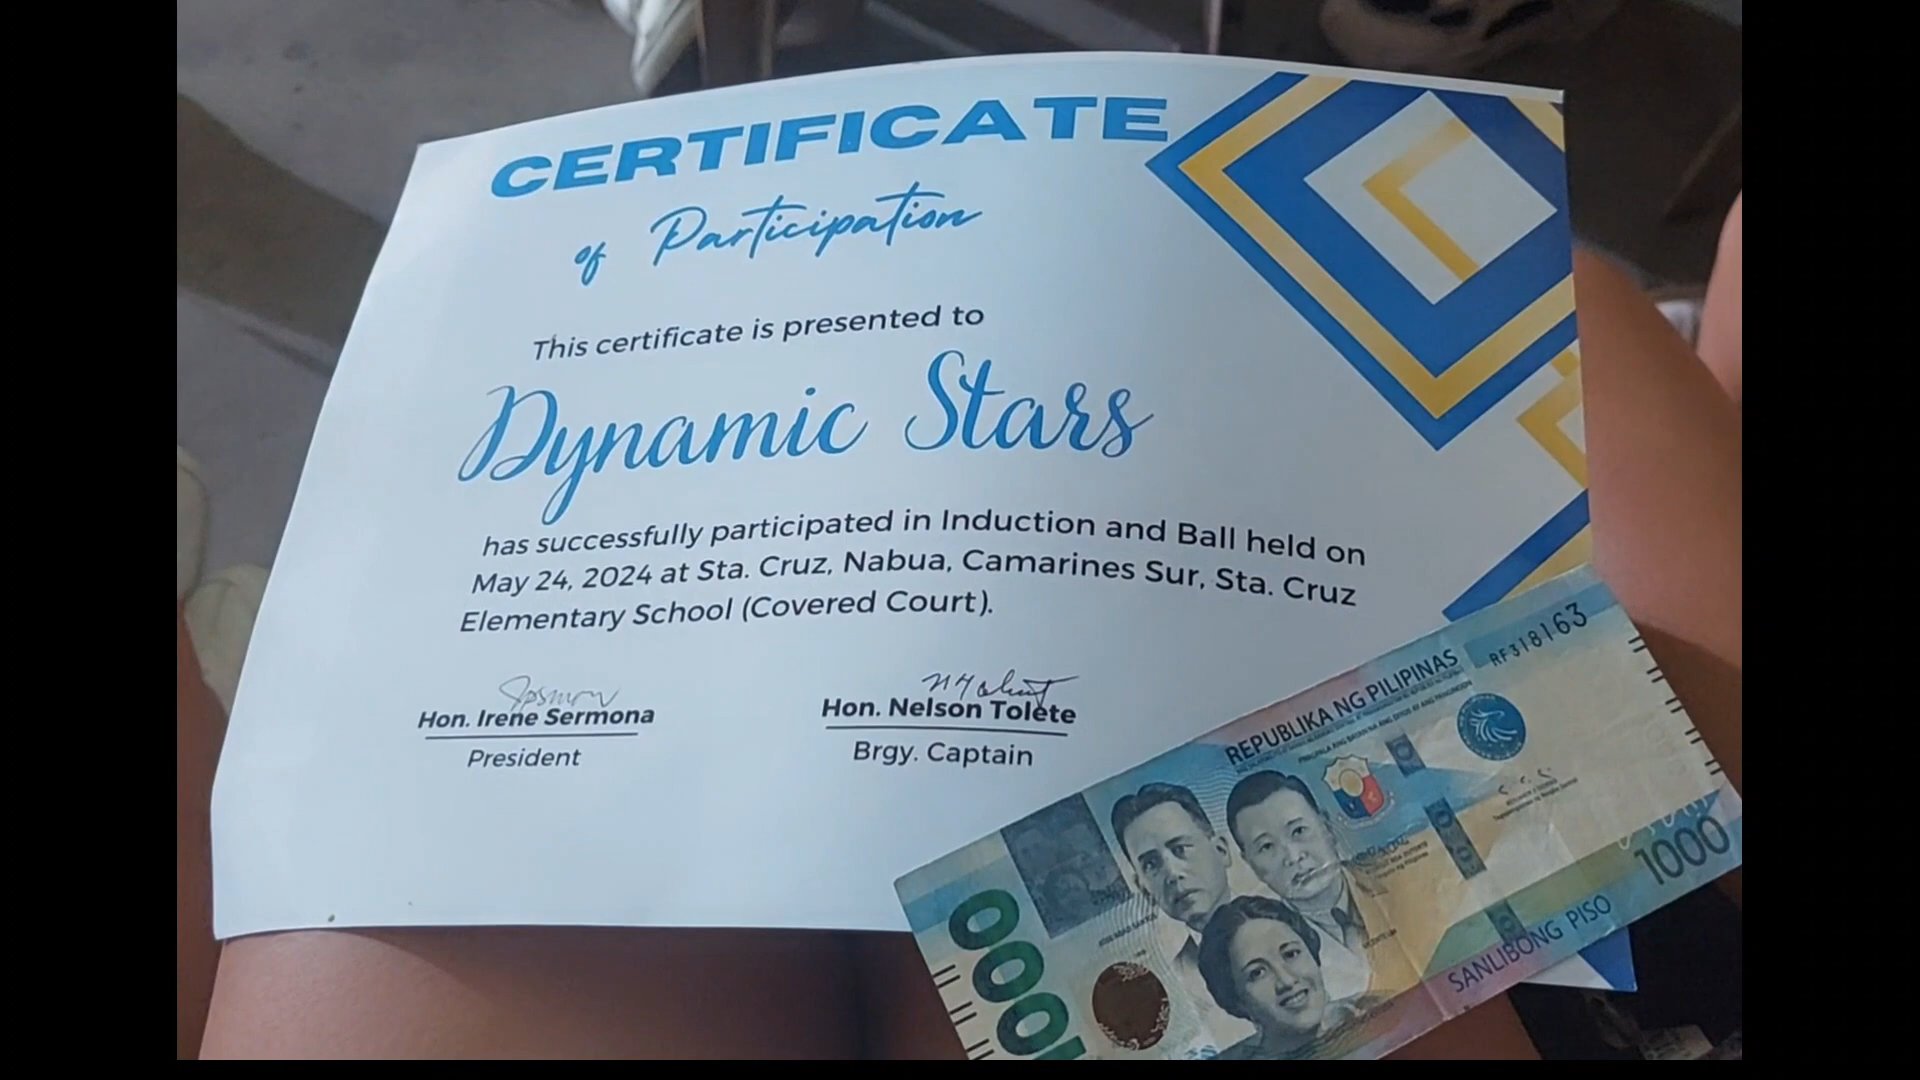 CERTIFICATE
of Participation
This certificate is presented to
Dynamic Stars
has successfully participated in Induction and Ball held on
May 24, 2024 at Sta. Cruz, Nabua, Camarines Sur, Sta. Cruz
Elementary School (Covered Court).
Hon. Irene Sermona
President
Hon. Nelson Tolete
Brgy. Captain
RF318163
REPUBLIKA NG PILIPINAS
1000
SANLIBONG PISO
1000